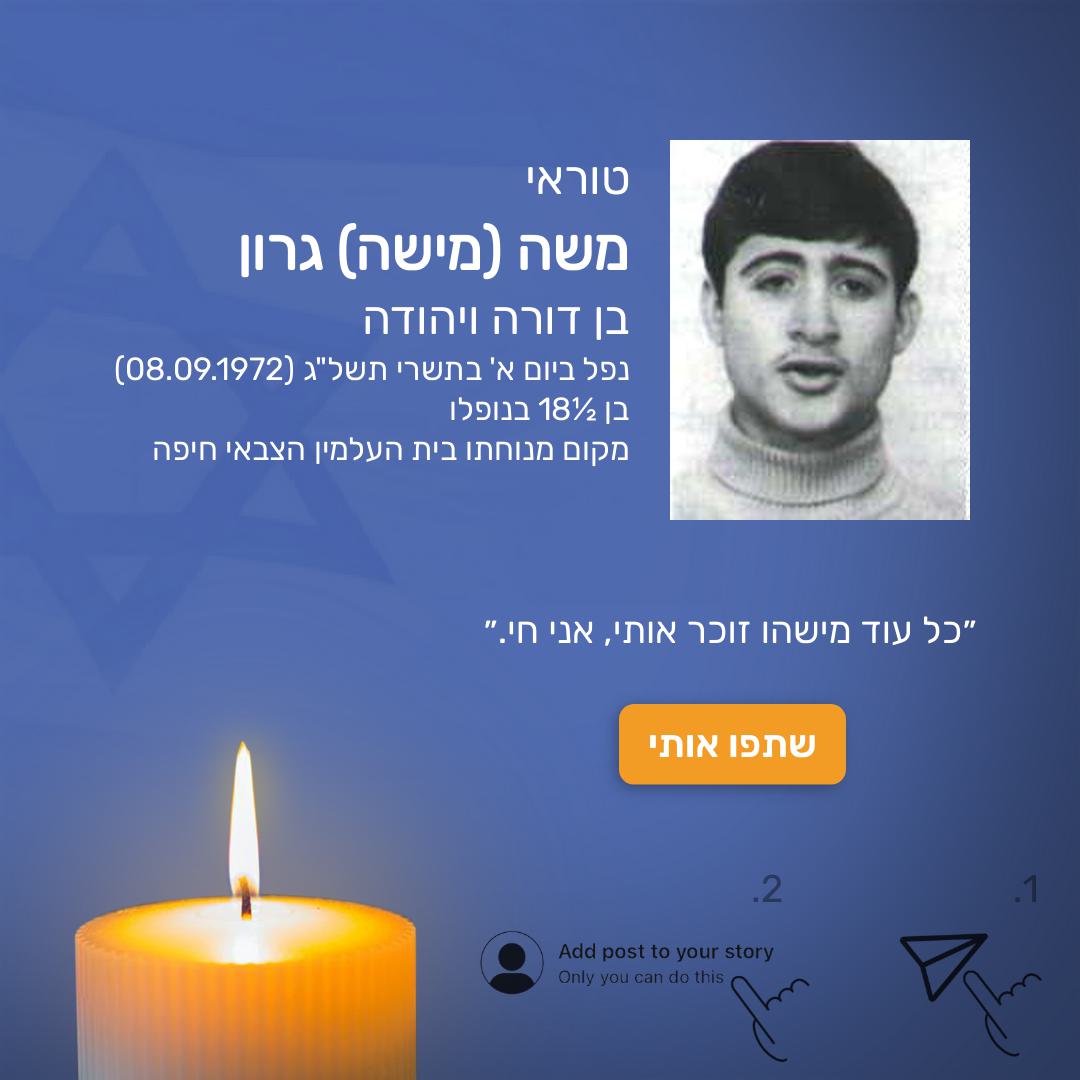 טוראי
משה (מישה) גרון
בן דורה ויהודה
נפל ביום א' בתשרי תשל"ג (08.09.1972)
בן 18½ בנופלו
מקום מנוחתו בית העלמין הצבאי חיפה
״כל עוד מישהו זוכר אותי, אני חי.״
שתפו אותי
1.
2.
Add post to your story
Only you can do this